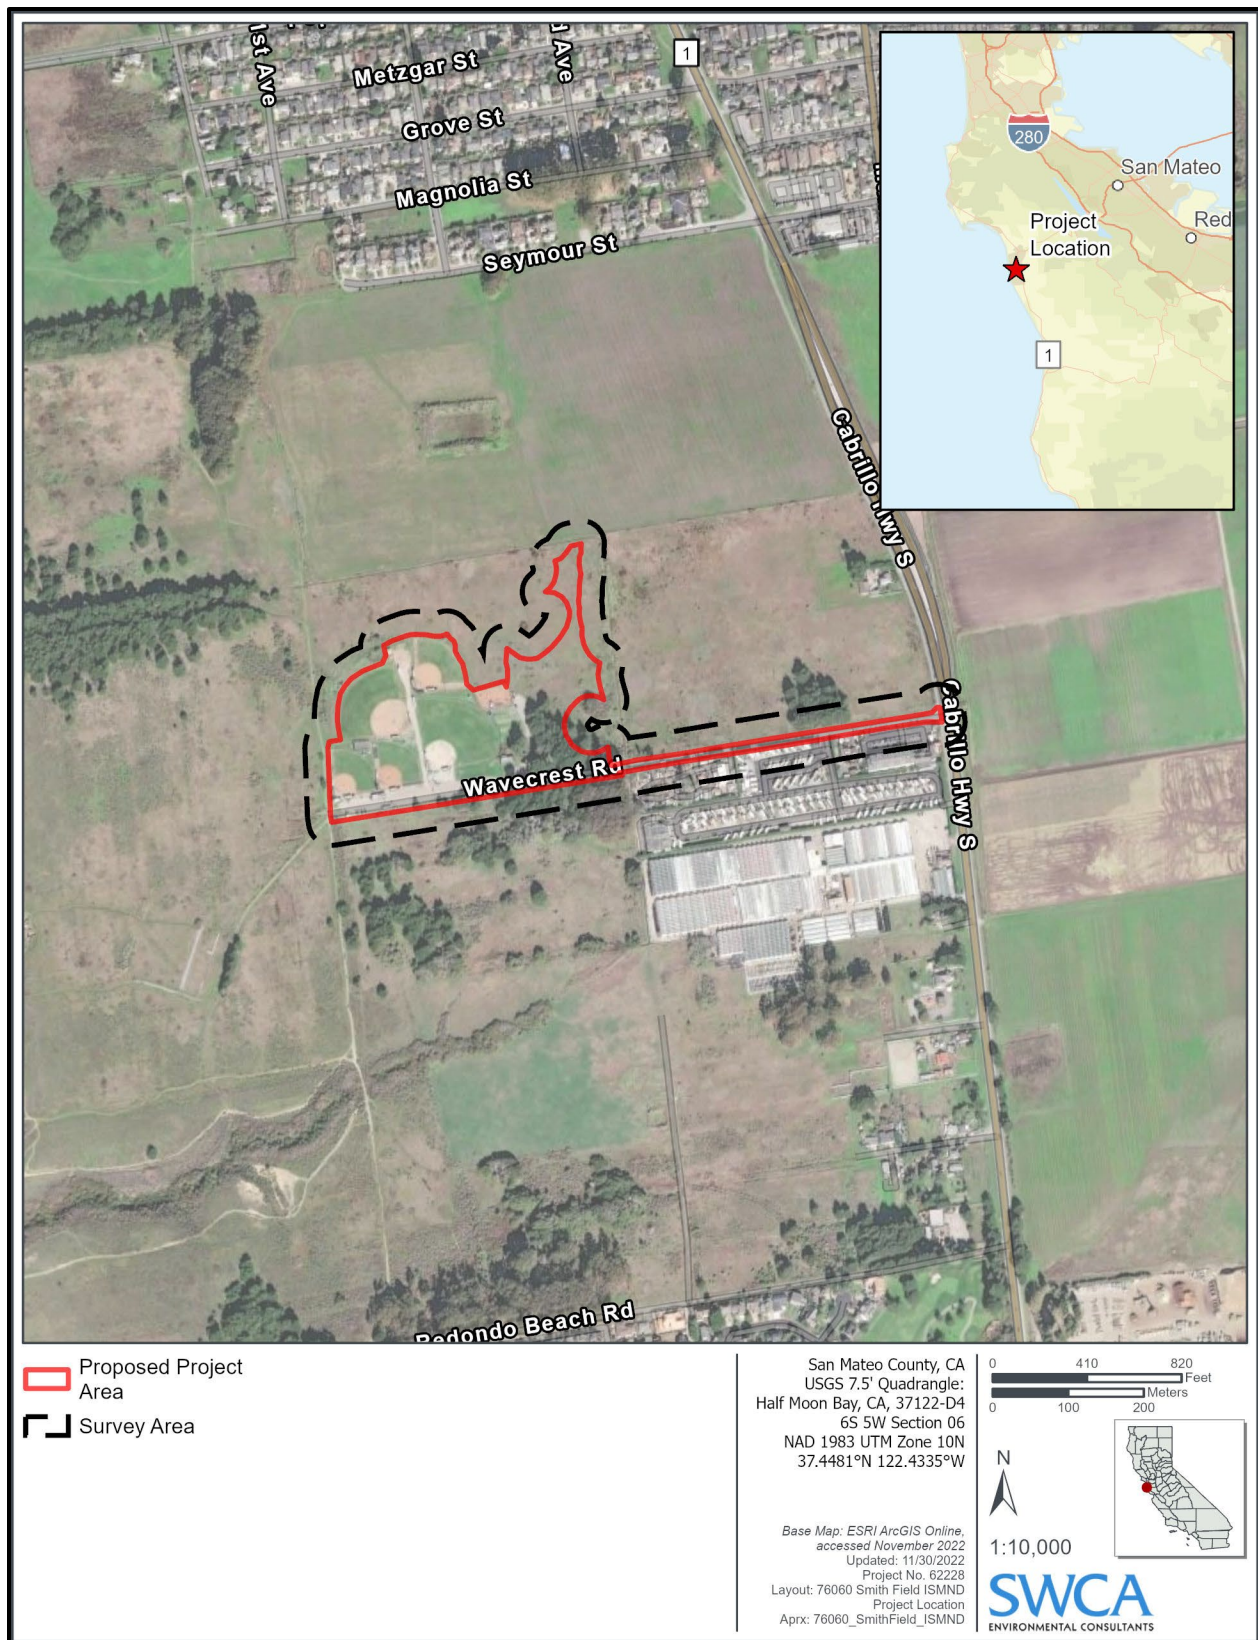 1st Ave
Metzgar St
Grove St
Magnolia St
Seymour St
1
280
San Mateo
Red
Project
Location
1
Cabrillo Hwy S
Cabrillo Hwy S
Wavecrest Rd
Redondo Beach Rd
Proposed Project
Area
Survey Area
San Mateo County, CA
USGS 7.5' Quadrangle:
Half Moon Bay, CA, 37122-D4
6S 5W Section 06
NAD 1983 UTM Zone 10N
37.4481°N 122.4335°W
Base Map: ESRI ArcGIS Online,
accessed November 2022
Updated: 11/30/2022
Project No. 62228
Layout: 76060 Smith Field ISMND
Project Location
Aprx: 76060_SmithField_ISMND
0 410 820
Feet
Meters
0 100 200
N
1:10,000
SWCA
ENVIRONMENTAL CONSULTANTS